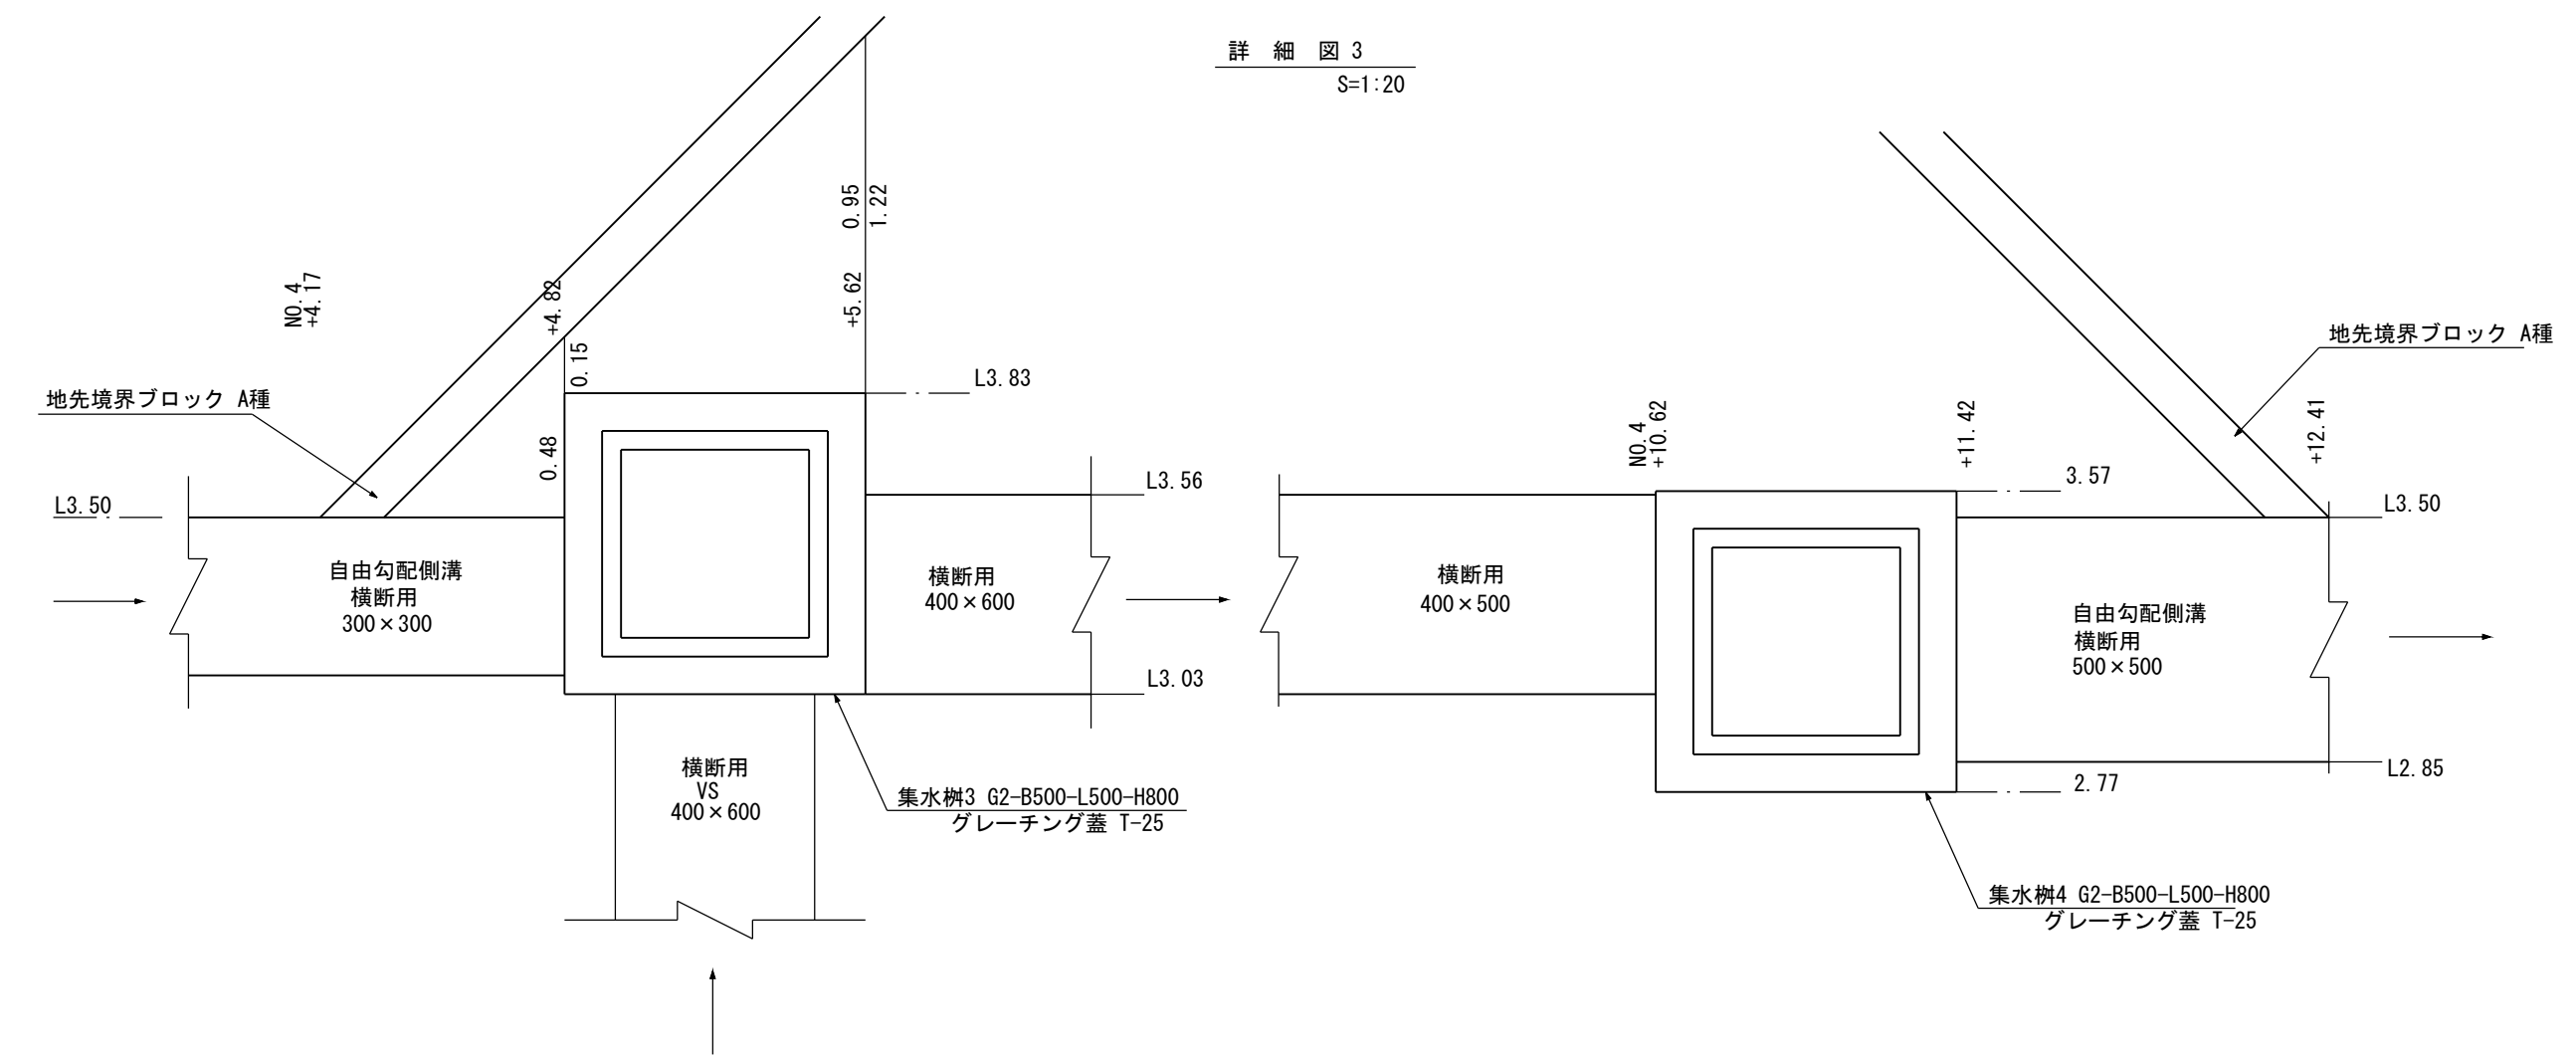 詳 細 図 3
S=1:20
NO.4
+4.17
+4.82
0.15
0.95
1.22
+5.62
L3.83
地先境界ブロック A種
0.48
L3.50
L3.56
自由勾配側溝
横断用
300×300
横断用
400×600
L3.03
横断用
VS
400×600
集水桝3 G2-B500-L500-H800
グレーチング蓋 T-25
地先境界ブロック A種
NO.4
+10.62
+11.42
+12.41
3.57
L3.50
横断用
400×500
自由勾配側溝
横断用
500×500
L2.85
2.77
集水桝4 G2-B500-L500-H800
グレーチング蓋 T-25